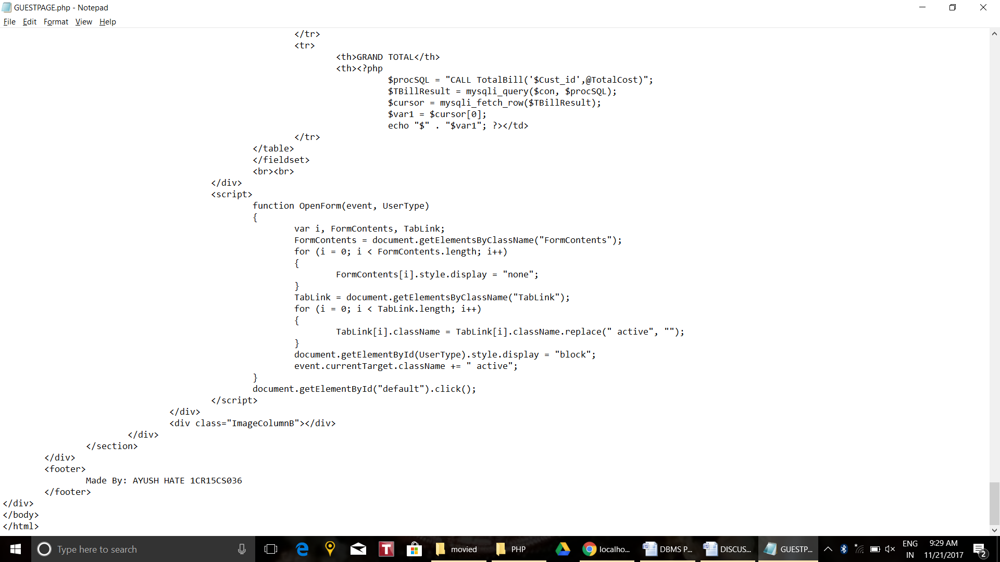 GUESTPAGE.php - Notepad
File Edit Format View Help
</tr>
<tr>
<th>GRAND TOTAL</th>
<th><?php
$procSQL = "CALL TotalBill('$Cust_id',@TotalCost)";
$TBillResult = mysqli_query($con, $procSQL);
$cursor = mysqli_fetch_row($TBillResult);
$var1 = $cursor[0];
echo "$" . "$var1"; ?></td>
</tr>
</table>
</fieldset>
<br><br>
</div>
<script>
function OpenForm(event, UserType)
{
var i, FormContents, TabLink;
FormContents = document.getElementsByClassName("FormContents");
for (i = 0; i < FormContents.length; i++)
{
FormContents[i].style.display = "none";
}
TabLink = document.getElementsByClassName("TabLink");
for (i = 0; i < TabLink.length; i++)
{
TabLink[i].className = TabLink[i].className.replace(" active", "");
}
document.getElementById(UserType).style.display = "block";
event.currentTarget.className += " active";
}
document.getElementById("default").click();
</script>
</div>
<div class="ImageColumnB"></div>
</div>
</section>
</div>
<footer>
Made By: AYUSH HATE 1CR15CS036
</footer>
</div>
</body>
</html>
Type here to search
T
movied
PHP
localho...
DBMS P...
DISCUS...
GUESTP...
ENG
IN
9:29 AM
11/21/2017
2